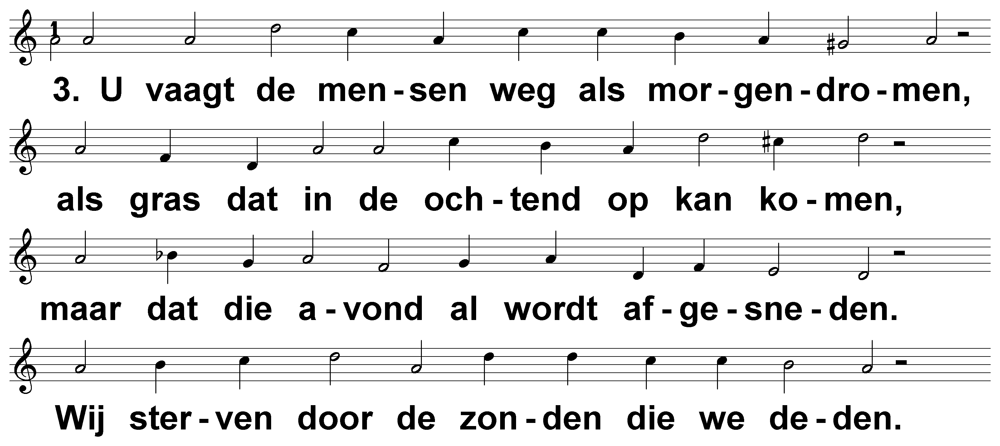 1
3. U vaagt de men-sen weg als mor-gen-dro-men,
als gras dat in de och-tend op kan ko-men,
maar dat die a-vond al wordt af-ge-sne-den.
Wij ster-ven door de zon-den die we de-den.